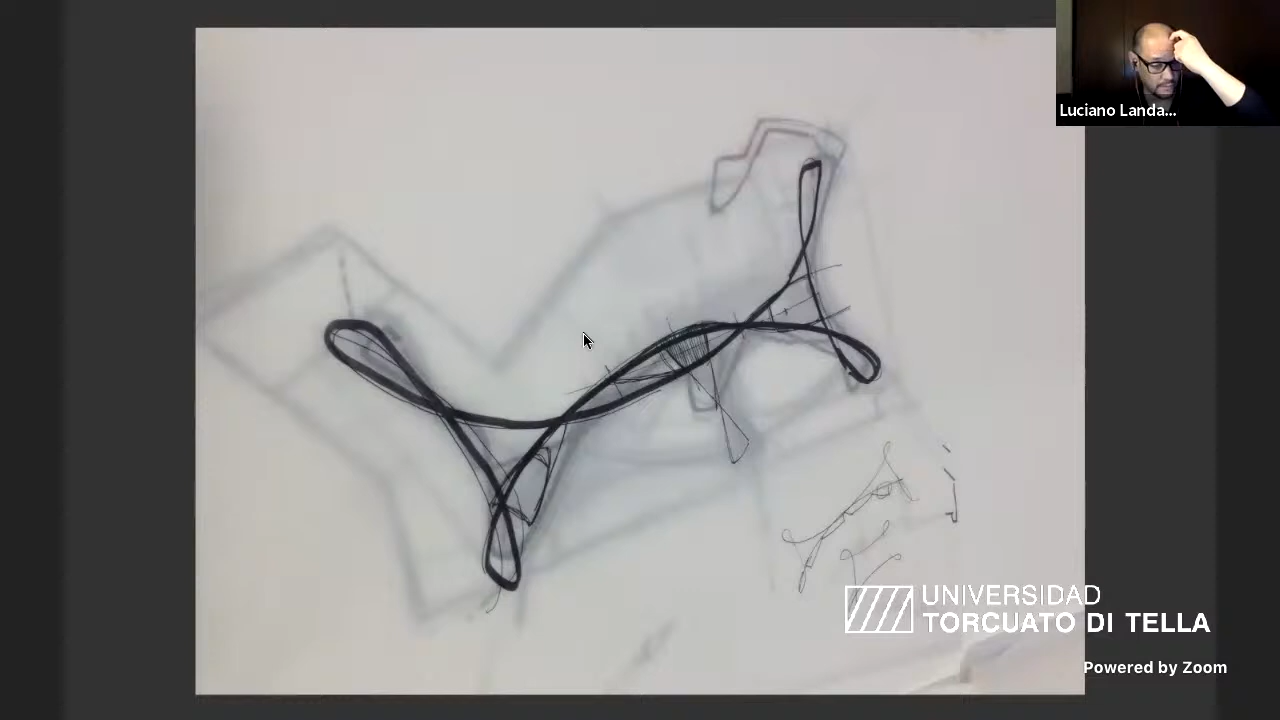 Luciano Landa...
UNIVERSIDAD
TORCUATO DI TELLA
Powered by Zoom